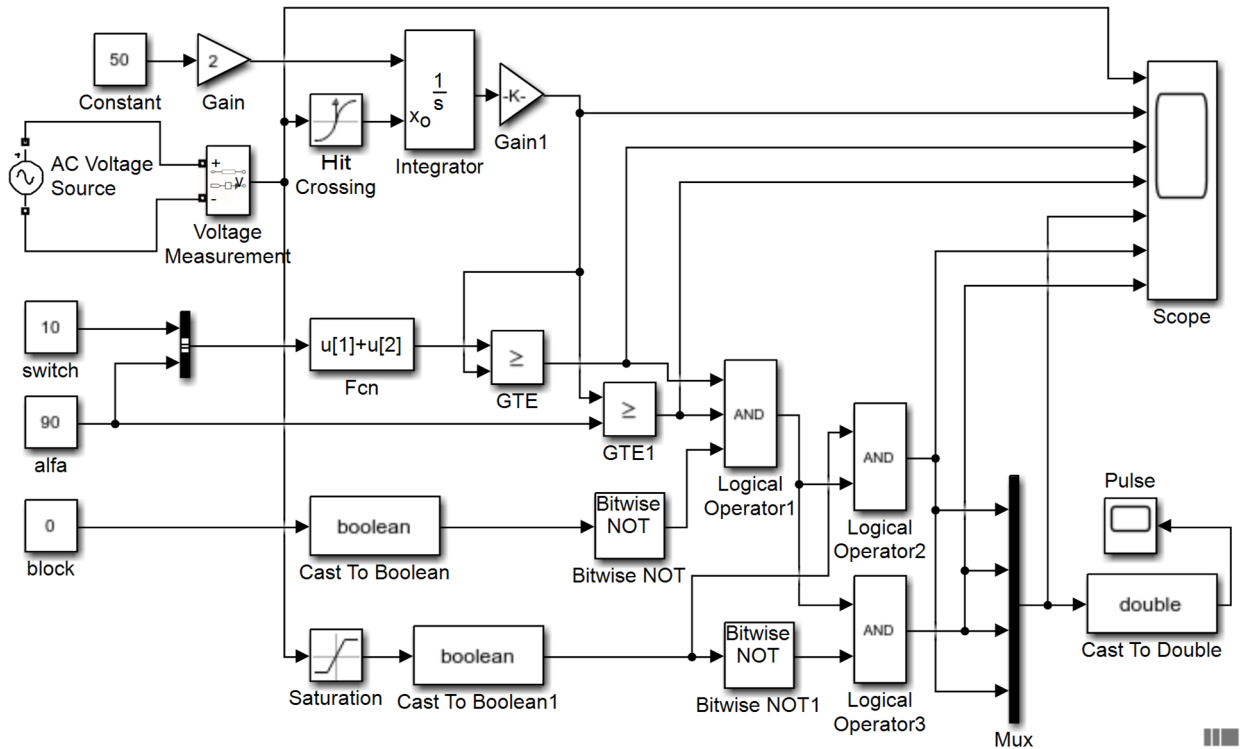 50
Constant
2
Gain
Hit
Crossing
1
s
xo
Integrator
-K-
Gain1
AC Voltage
Source
+
v
-
Voltage
Measurement
Scope
10
switch
90
alfa
0
block
u[1]+u[2]
Fcn
≥
GTE
≥
GTE1
AND
Logical
Operator1
boolean
Cast To Boolean
Bitwise
NOT
Bitwise NOT
AND
Logical
Operator2
Saturation
boolean
Cast To Boolean1
Bitwise
NOT
Bitwise NOT1
AND
Logical
Operator3
Mux
Pulse
double
Cast To Double